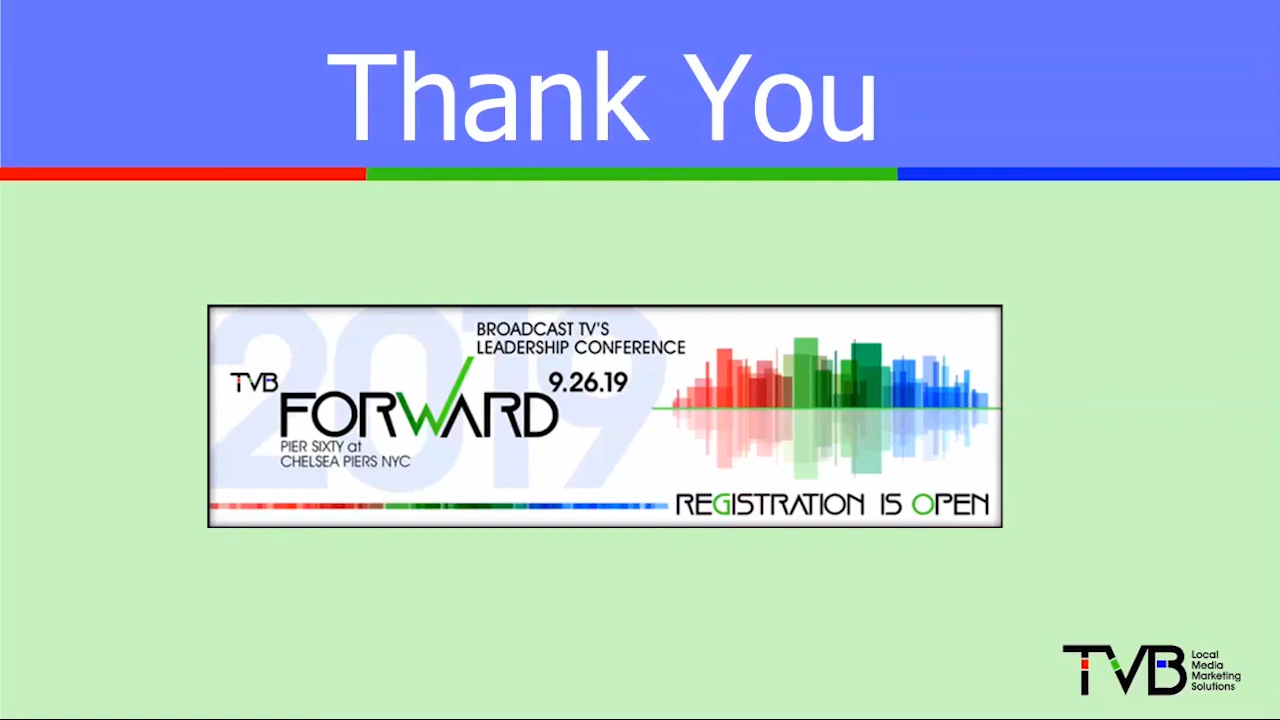 Thank You
2019
BROADCAST TV'S
LEADERSHIP CONFERENCE
9.26.19
TVB
FORWARD
PIER SIXTY at
CHELSEA PIERS NYC
REGISTRATION IS OPEN
TVB
Local
Media
Marketing
Solutions